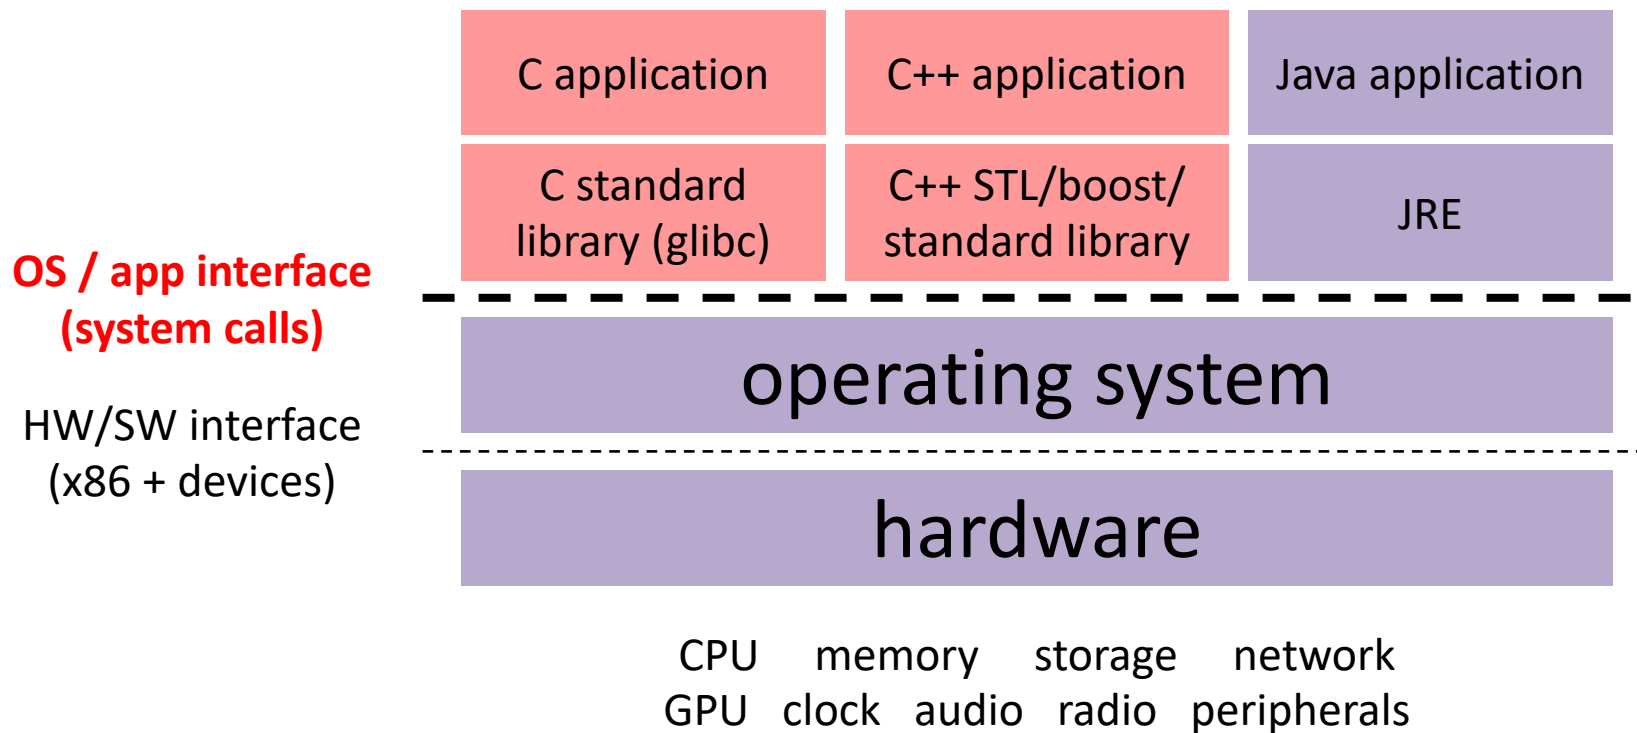 C application
C++ application
Java application
C standard
library (glibc)
C++ STL/boost/
standard library
JRE
OS / app interface
(system calls)
operating system
HW/SW interface
(x86 + devices)
hardware
CPU memory storage network
GPU clock audio radio peripherals